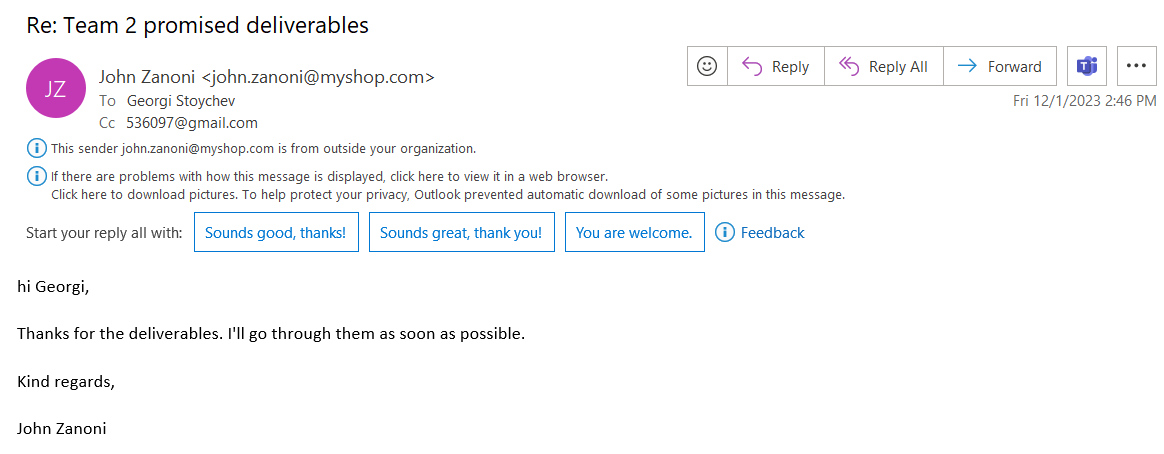 Re: Team 2 promised deliverables
JZ
John Zanoni <john.zanoni@myshop.com>
Reply
Reply All
Forward
To Georgi Stoychev
Fri 12/1/2023 2:46 PM
Cc 536097@gmail.com
This sender john.zanoni@myshop.com is from outside your organization.
If there are problems with how this message is displayed, click here to view it in a web browser.
Click here to download pictures. To help protect your privacy, Outlook prevented automatic download of some pictures in this message.
Start your reply all with: Sounds good, thanks! Sounds great, thank you! You are welcome. Feedback
hi Georgi,
Thanks for the deliverables. I'll go through them as soon as possible.
Kind regards,
John Zanoni